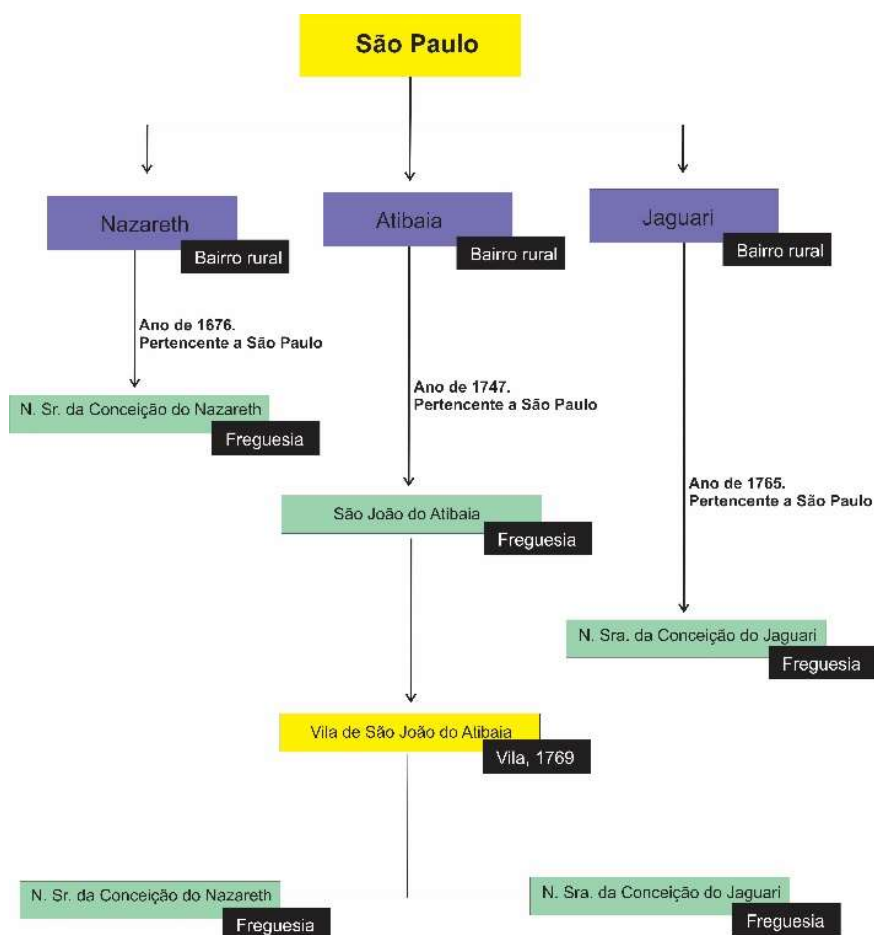 São Paulo
Nazareth
Bairro rural
Atibaia
Bairro rural
Jaguari
Bairro rural
Ano de 1676.
Pertencente a São Paulo
N. Sr. da Conceição do Nazareth
Freguesia
Ano de 1747.
Pertencente a São Paulo
São João do Atibaia
Freguesia
Ano de 1765.
Pertencente a São Paulo
N. Sra. da Conceição do Jaguari
Freguesia
Vila de São João do Atibaia
Vila, 1769
N. Sr. da Conceição do Nazareth
Freguesia
N. Sra. da Conceição do Jaguari
Freguesia